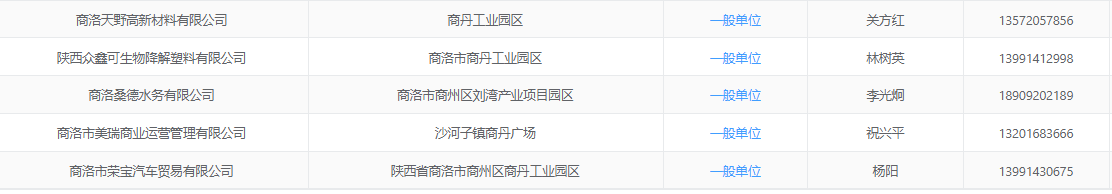 商洛天野高新材料有限公司 商丹工业园区 一般单位 关方红 13572057856
陕西众鑫可生物降解塑料有限公司 商洛市商丹工业园区 一般单位 林树英 13991412998
商洛桑德水务有限公司 商洛市商州区刘湾产业项目园区 一般单位 李光炯 18909202189
商洛市美瑞商业运营管理有限公司 沙河子镇商丹广场 一般单位 祝兴平 13201683666
商洛市荣宝汽车贸易有限公司 陕西省商洛市商州区商丹工业园区 一般单位 杨阳 13991430675